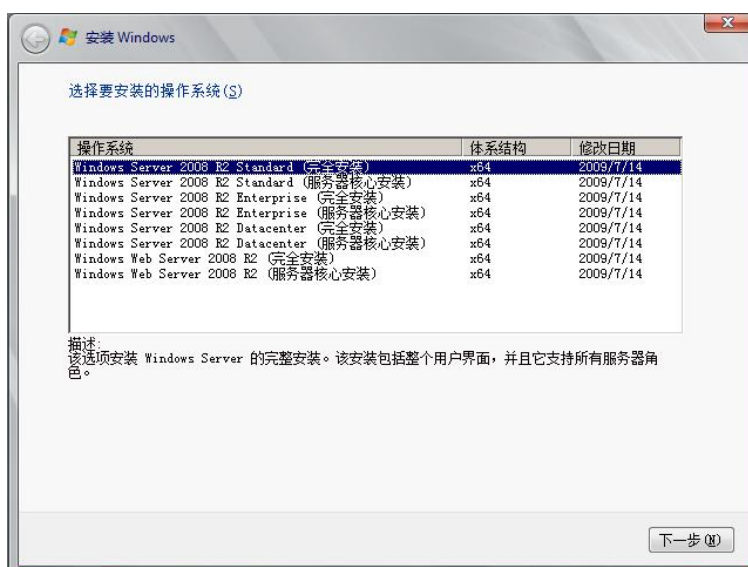 安装 Windows
选择要安装的操作系统(S)
操作系统 体系结构 修改日期
Windows Server 2008 R2 Standard (完全安装) x64 2009/7/14
Windows Server 2008 R2 Standard (服务器核心安装) x64 2009/7/14
Windows Server 2008 R2 Enterprise (完全安装) x64 2009/7/14
Windows Server 2008 R2 Enterprise (服务器核心安装) x64 2009/7/14
Windows Server 2008 R2 Datacenter (完全安装) x64 2009/7/14
Windows Server 2008 R2 Datacenter (服务器核心安装) x64 2009/7/14
Windows Web Server 2008 R2 (完全安装) x64 2009/7/14
Windows Web Server 2008 R2 (服务器核心安装) x64 2009/7/14
描述:
该选项安装 Windows Server 的完整安装。该安装包括整个用户界面，并且它支持所有服务器角
色。
下一步(N)